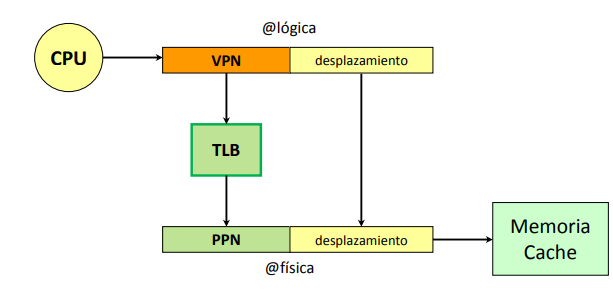 @lógica
CPU
VPN
desplazamiento
TLB
PPN
desplazamiento
Memoria
Cache
@física